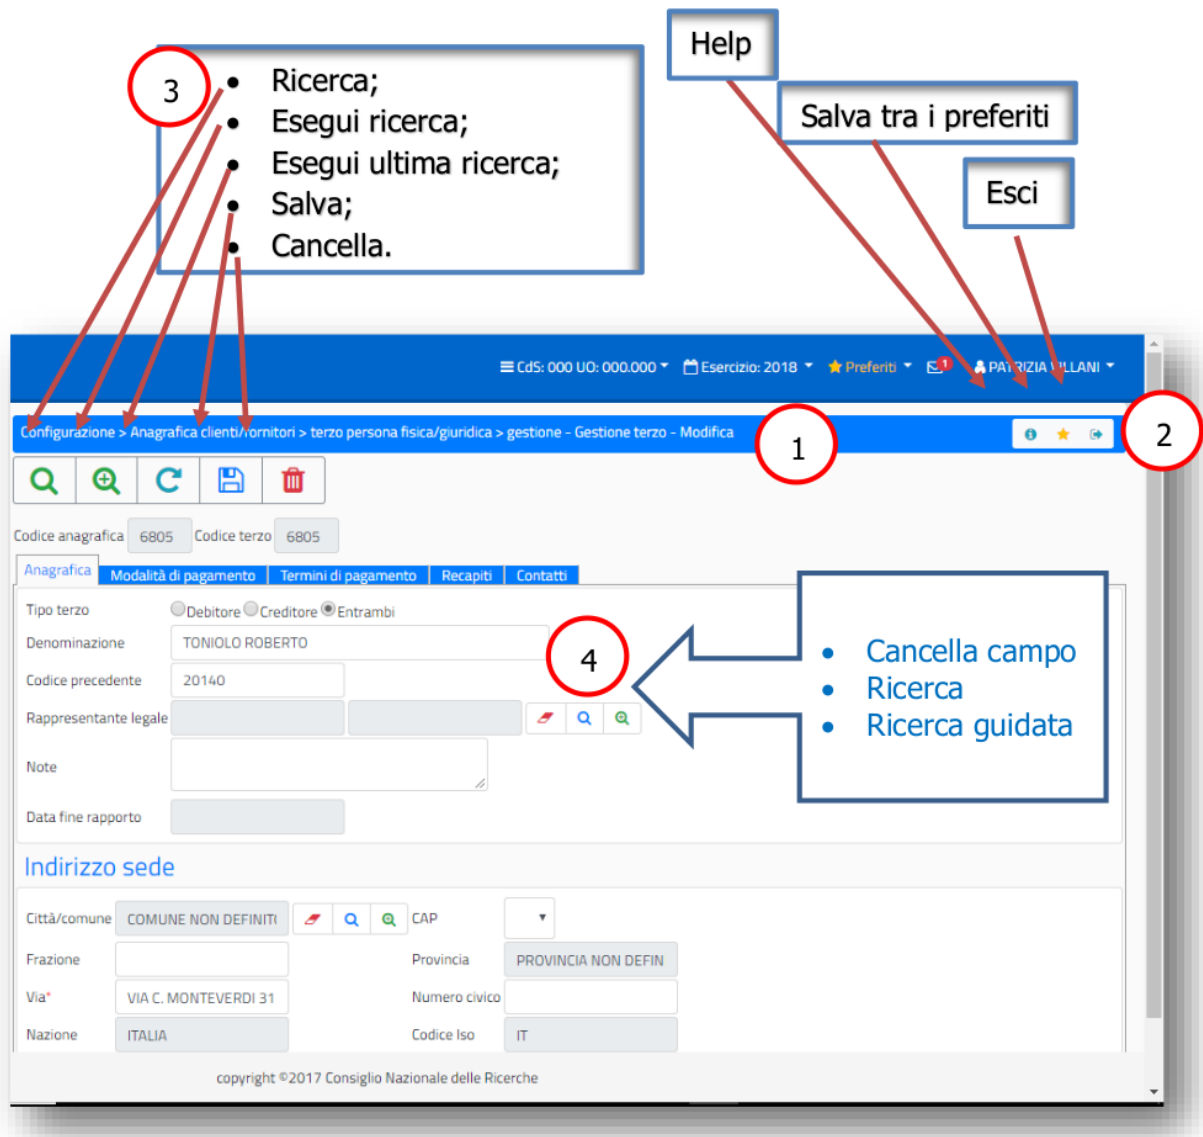 Help
3
• Ricerca;
• Esegui ricerca;
• Esegui ultima ricerca;
• Salva;
• Cancella.
Salva tra i preferiti
Esci
CdS: 000 UO: 000.000 Esercizio: 2018 Preferiti 1 PATRIZIA VILLANI
Configurazione > Anagrafica clienti/fornitori > terzo persona fisica/giuridica > gestione - Gestione terzo - Modifica
1
2
Codice anagrafica 6805 Codice terzo 6805
Anagrafica Modalità di pagamento Termini di pagamento Recapiti Contatti
Tipo terzo Debitore Creditore Entrambi
Denominazione TONIOLO ROBERTO
4
• Cancella campo
• Ricerca
• Ricerca guidata
Codice precedente 20140
Rappresentante legale
Note
Data fine rapporto
Indirizzo sede
Città/comune COMUNE NON DEFINIT CAP
Frazione Provincia PROVINCIA NON DEFIN
Via* VIA C. MONTEVERDI 31 Numero civico
Nazione ITALIA Codice Iso IT
copyright ©2017 Consiglio Nazionale delle Ricerche